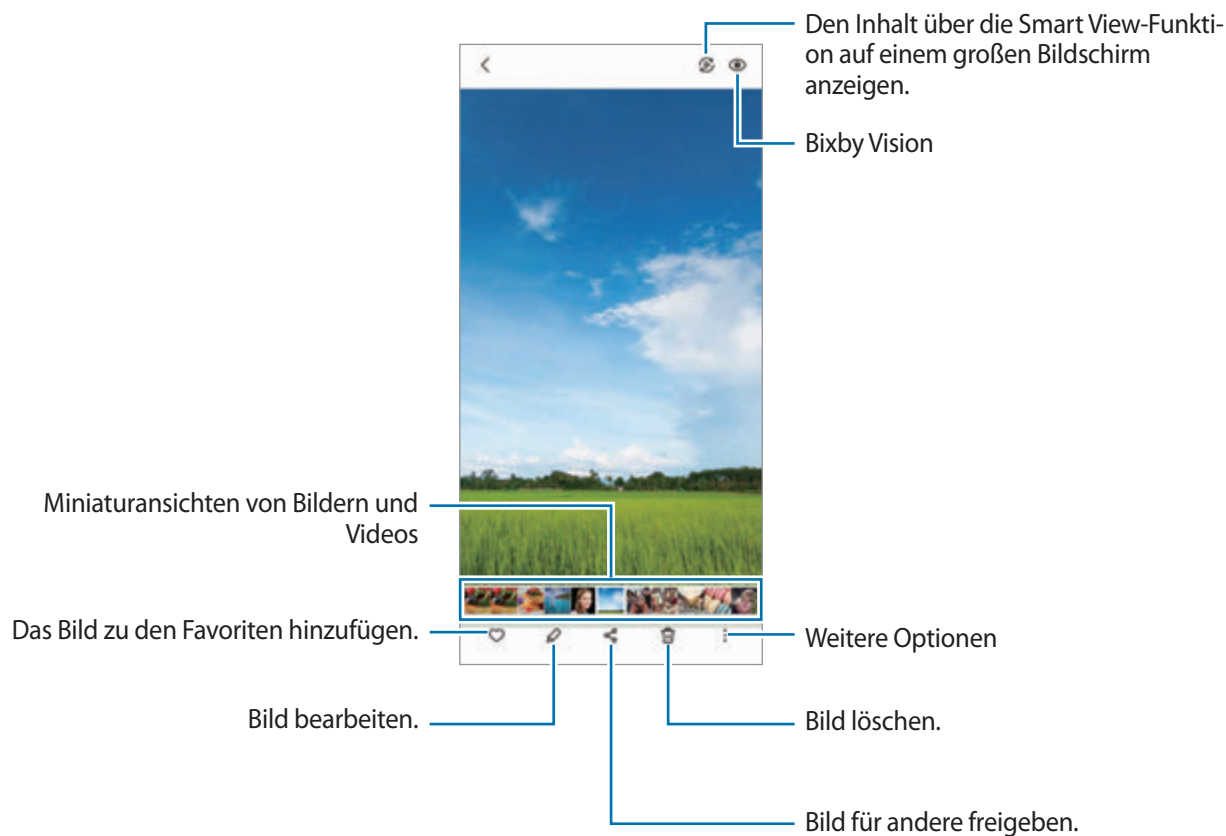 Den Inhalt über die Smart View-Funkti-
on auf einem großen Bildschirm
anzeigen.
Bixby Vision
Miniaturansichten von Bildern und
Videos
Das Bild zu den Favoriten hinzufügen.
Weitere Optionen
Bild bearbeiten.
Bild löschen.
Bild für andere freigeben.